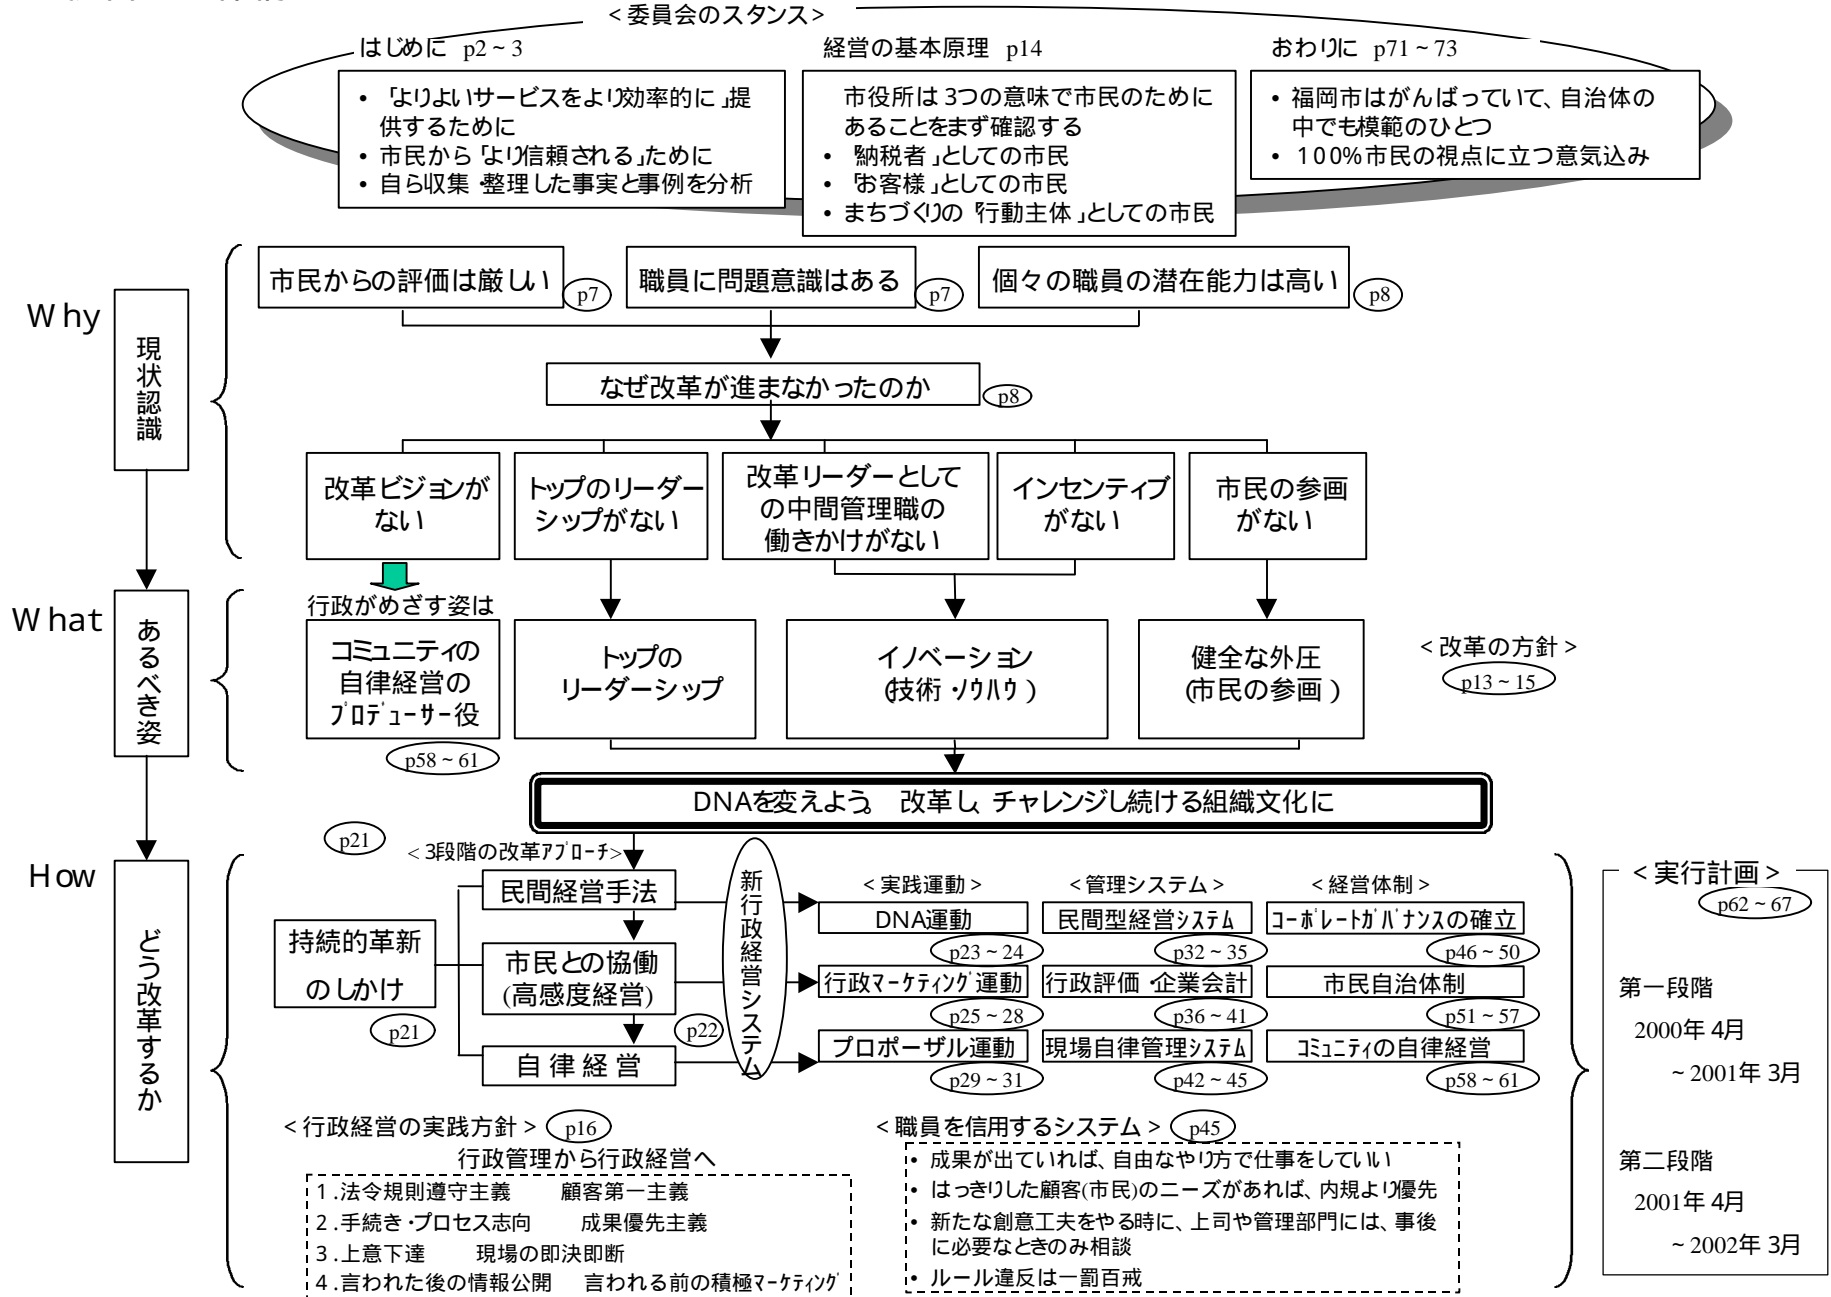 <委員会のスタンス>
はじめに p2~3
・「よりよいサービスをより効率的に」提
供するために
・市民から「より信頼される」ために
・自ら収集・整理した事実と事例を分析
経営の基本原理 p14
市役所は3つの意味で市民のために
あることをまず確認する
・「納税者」としての市民
・「お客様」としての市民
・まちづくりの「行動主体」としての市民
おわりに p71~73
・福岡市はがんばっていて、自治体の
中でも模範のひとつ
・100%市民の視点に立つ意気込み
Why
現状認識
市民からの評価は厳しい
p7
職員に問題意識はある
p7
個々の職員の潜在能力は高い
p8
なぜ改革が進まなかったのか
p8
改革ビジョンが
ない
トップのリーダー
シップがない
改革リーダーとして
の中間管理職の
働きかけがない
インセンティブ
がない
市民の参画
がない
What
あるべき姿
行政がめざす姿は
コミュニティの
自律経営の
プロデューサー役
p58~61
トップの
リーダーシップ
イノベーション
(技術・ノウハウ)
健全な外圧
(市民の参画)
<改革の方針>
p13~15
DNAを変えよう。 改革し、チャレンジし続ける組織文化に
How
どう改革するか
p21
<3段階の改革アプローチ>
持続的革新
のしかけ
p21
民間経営手法
市民との協働
(高感度経営)
p22
自律経営
新行政経営システム
<実践運動> <管理システム> <経営体制>
DNA運動 民間型経営システム コーポレートガバナンスの確立
p23~24 p32~35 p46~50
行政マーケティング運動 行政評価・企業会計 市民自治体制
p25~28 p36~41 p51~57
プロポーザル運動 現場自律管理システム コミュニティの自律経営
p29~31 p42~45 p58~61
<行政経営の実践方針> p16
行政管理から行政経営へ
1.法令規則遵守主義 顧客第一主義
2.手続き・プロセス志向 成果優先主義
3.上意下達 現場の即決即断
4.言われた後の情報公開 言われる前の積極マーケティング
<職員を信用するシステム> p45
・成果が出ていれば、自由なやり方で仕事をしていい
・はっきりした顧客(市民)のニーズがあれば、内規より優先
・新たな創意工夫をやる時に、上司や管理部門には、事後
に必要なときのみ相談
・ルール違反は一罰百戒
<実行計画>
p62~67
第一段階
2000年4月
~2001年3月
第二段階
2001年4月
~2002年3月